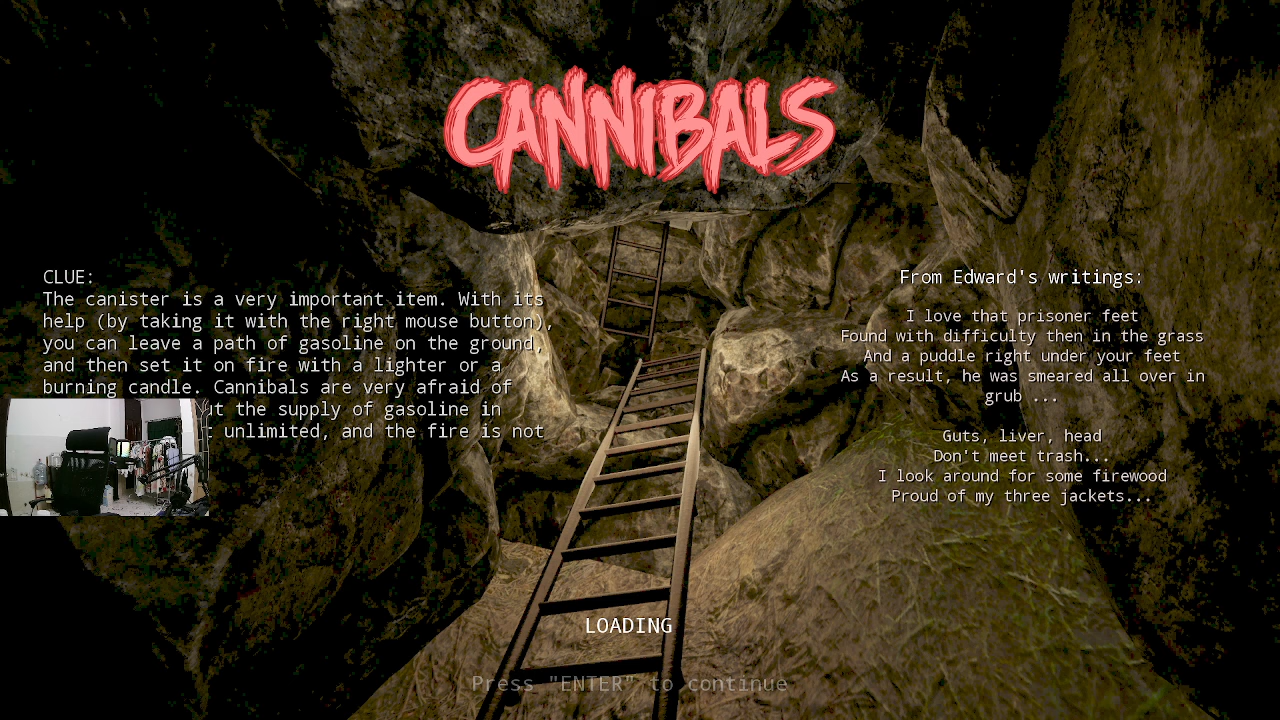 CANNIBALS
CLUE:
The canister is a very important item. With its
help (by taking it with the right mouse button),
you can leave a path of gasoline on the ground,
and then set it on fire with a lighter or a
burning candle. Cannibals are very afraid of
the supply of gasoline in
unlimited, and the fire is not
From Edward's writings:
I love that prisoner feet
Found with difficulty then in the grass
And a puddle right under your feet
As a result, he was smeared all over in
grub ...
Guts, liver, head
Don't meet trash...
I look around for some firewood
Proud of my three jackets...
LOADING
Press "ENTER" to continue